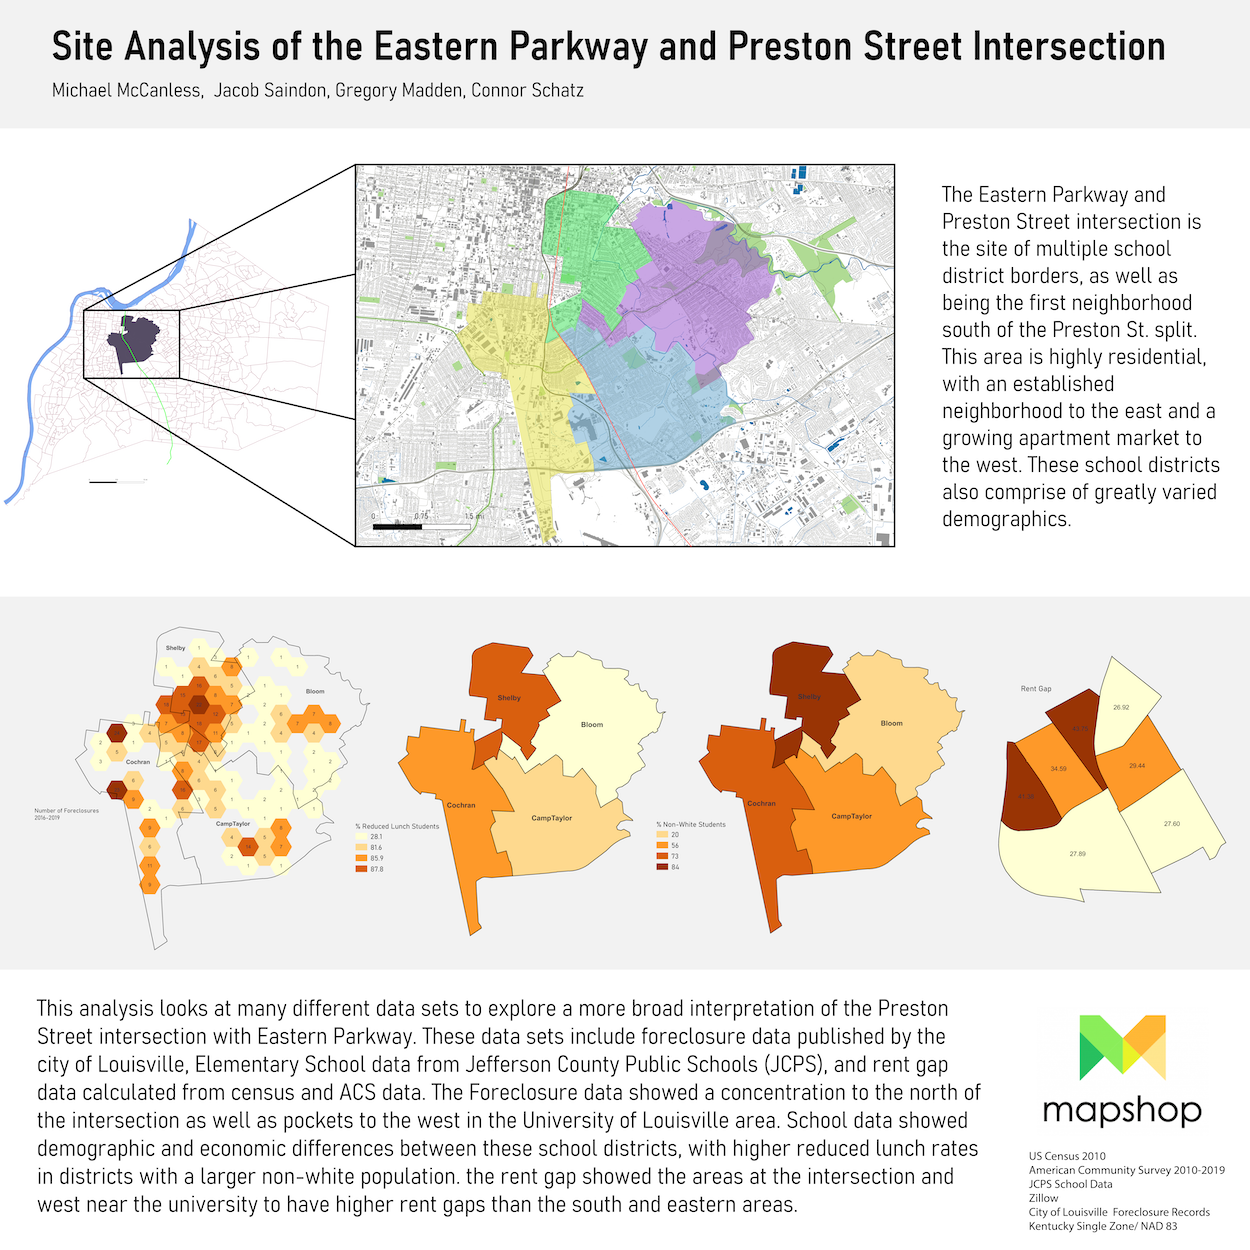 Site Analysis of the Eastern Parkway and Preston Street Intersection
Michael McCanless, Jacob Saindon, Gregory Madden, Connor Schatz
The Eastern Parkway and
Preston Street intersection is
the site of multiple school
district borders, as well as
being the first neighborhood
south of the Preston St. split.
This area is highly residential,
with an established
neighborhood to the east and a
growing apartment market to
the west. These school districts
also comprise of greatly varied
demographics.
0 0.75 1.5 mi
Shelby
Bloom
Cochran
CampTaylor
Number of Foreclosures
2016-2019
Shelby
Bloom
Cochran
CampTaylor
% Reduced Lunch Students
28.1
81.6
85.9
87.8
Shelby
Bloom
Cochran
CampTaylor
% Non-White Students
20
56
73
84
Rent Gap
26.92
34.59
29.44
27.60
27.89
This analysis looks at many different data sets to explore a more broad interpretation of the Preston
Street intersection with Eastern Parkway. These data sets include foreclosure data published by the
city of Louisville, Elementary School data from Jefferson County Public Schools (JCPS), and rent gap
data calculated from census and ACS data. The Foreclosure data showed a concentration to the north of
the intersection as well as pockets to the west in the University of Louisville area. School data showed
demographic and economic differences between these school districts, with higher reduced lunch rates
in districts with a larger non-white population. the rent gap showed the areas at the intersection and
west near the university to have higher rent gaps than the south and eastern areas.
mapshop
US Census 2010
American Community Survey 2010-2019
JCPS School Data
Zillow
City of Louisville Foreclosure Records
Kentucky Single Zone/ NAD 83